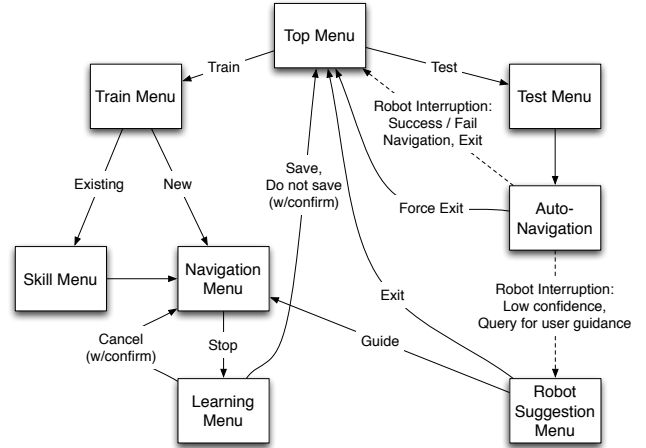 Top Menu
Train
Test
Train Menu
Test Menu
Robot Interruption:
Success / Fail
Navigation, Exit
Existing
New
Save,
Do not save
(w/confirm)
Force Exit
Auto-
Navigation
Skill Menu
Navigation
Menu
Robot Interruption:
Low confidence,
Query for user guidance
Exit
Cancel
(w/confirm)
Stop
Guide
Learning
Menu
Robot
Suggestion
Menu